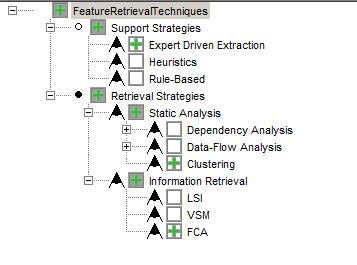 FeatureRetrievalTechniques
Support Strategies
Expert Driven Extraction
Heuristics
Rule-Based
Retrieval Strategies
Static Analysis
Dependency Analysis
Data-Flow Analysis
Clustering
Information Retrieval
LSI
VSM
FCA